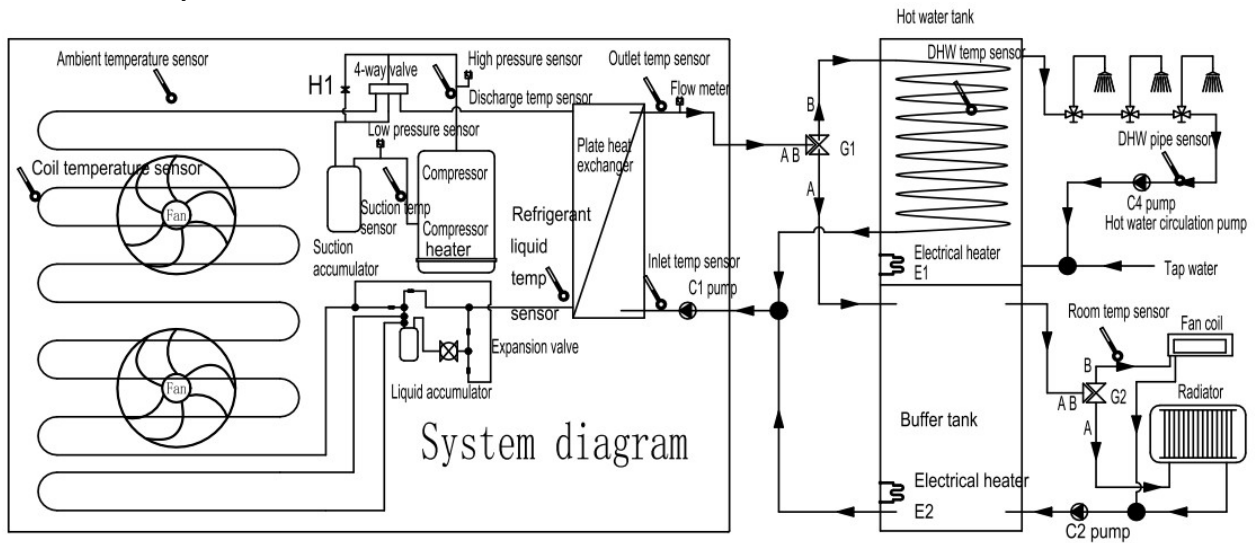 Hot water tank
Ambient temperature sensor
High pressure sensor
Outlet temp sensor
DHW temp sensor
4-way valve
H1
Flow meter
Discharge temp sensor
Low pressure sensor
B
A B
G1
Plate heat
exchanger
DHW pipe sensor
Coil temperature sensor
Compressor
A
Fan
Suction temp
sensor
C4 pump
Hot water circulation pump
Refrigerant
liquid
temp
sensor
Compressor
heater
Suction
accumulator
Electrical heater
E1
Inlet temp sensor
C1 pump
Tap water
Room temp sensor
Fan coil
Expansion valve
B
Fan
Liquid accumulator
A B
G2
Radiator
A
Buffer tank
System diagram
Electrical heater
E2
C2 pump